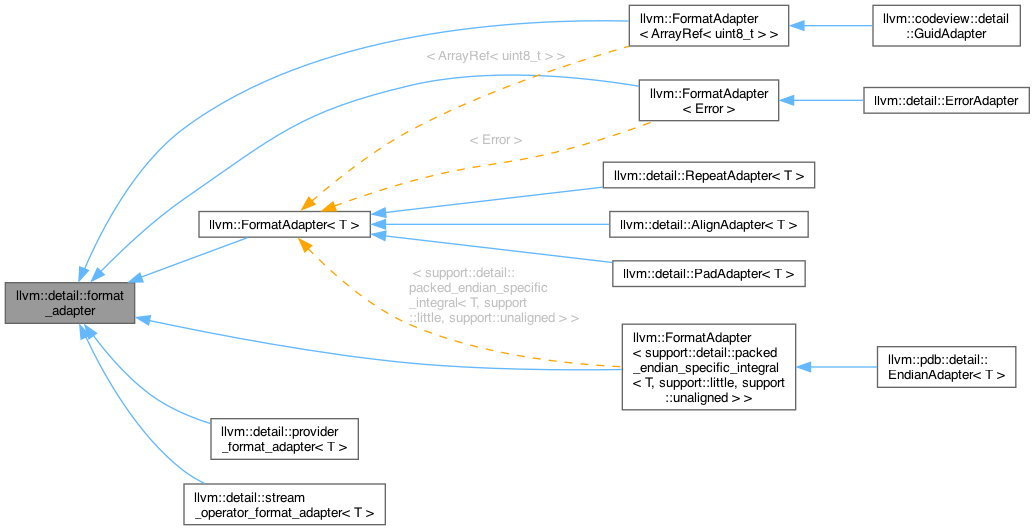 llvm::FormatAdapter
< ArrayRef< uint8_t > >
llvm::codeview::detail
::GuidAdapter
< ArrayRef< uint8_t > >
llvm::FormatAdapter
< Error >
llvm::detail::ErrorAdapter
< Error >
llvm::detail::RepeatAdapter< T >
llvm::FormatAdapter< T >
llvm::detail::AlignAdapter< T >
llvm::detail::PadAdapter< T >
< support::detail::
packed_endian_specific
_integral< T, support
::little, support::unaligned > >
llvm::detail::format
_adapter
llvm::FormatAdapter
< support::detail::packed
_endian_specific_integral
< T, support::little, support
::unaligned > >
llvm::pdb::detail::
EndianAdapter< T >
llvm::detail::provider
_format_adapter< T >
llvm::detail::stream
_operator_format_adapter< T >